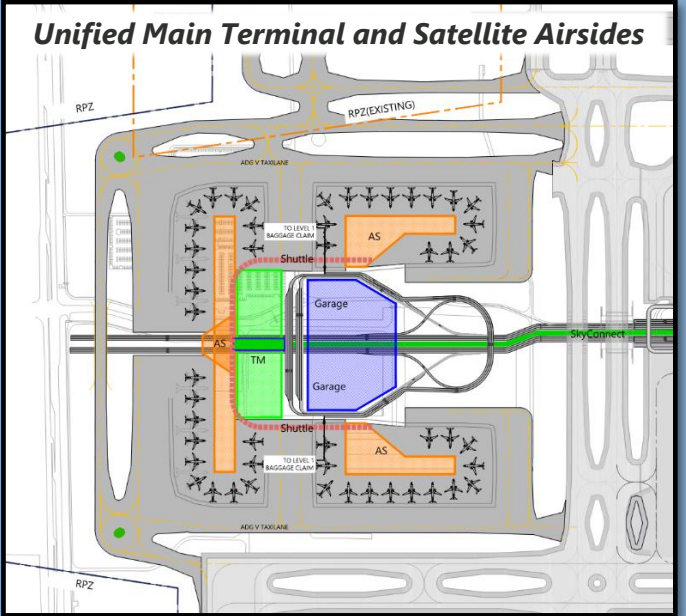 Unified Main Terminal and Satellite Airsides
RPZ
RPZ(EXISTING)
ADG V TAXILANE
TO LEVEL 1
BAGGAGE CLAIM
AS
Shuttle
Garage
SkyConnect
AS
TM
Garage
Shuttle
AS
TO LEVEL 1
BAGGAGE CLAIM
ADG V TAXILANE
RPZ